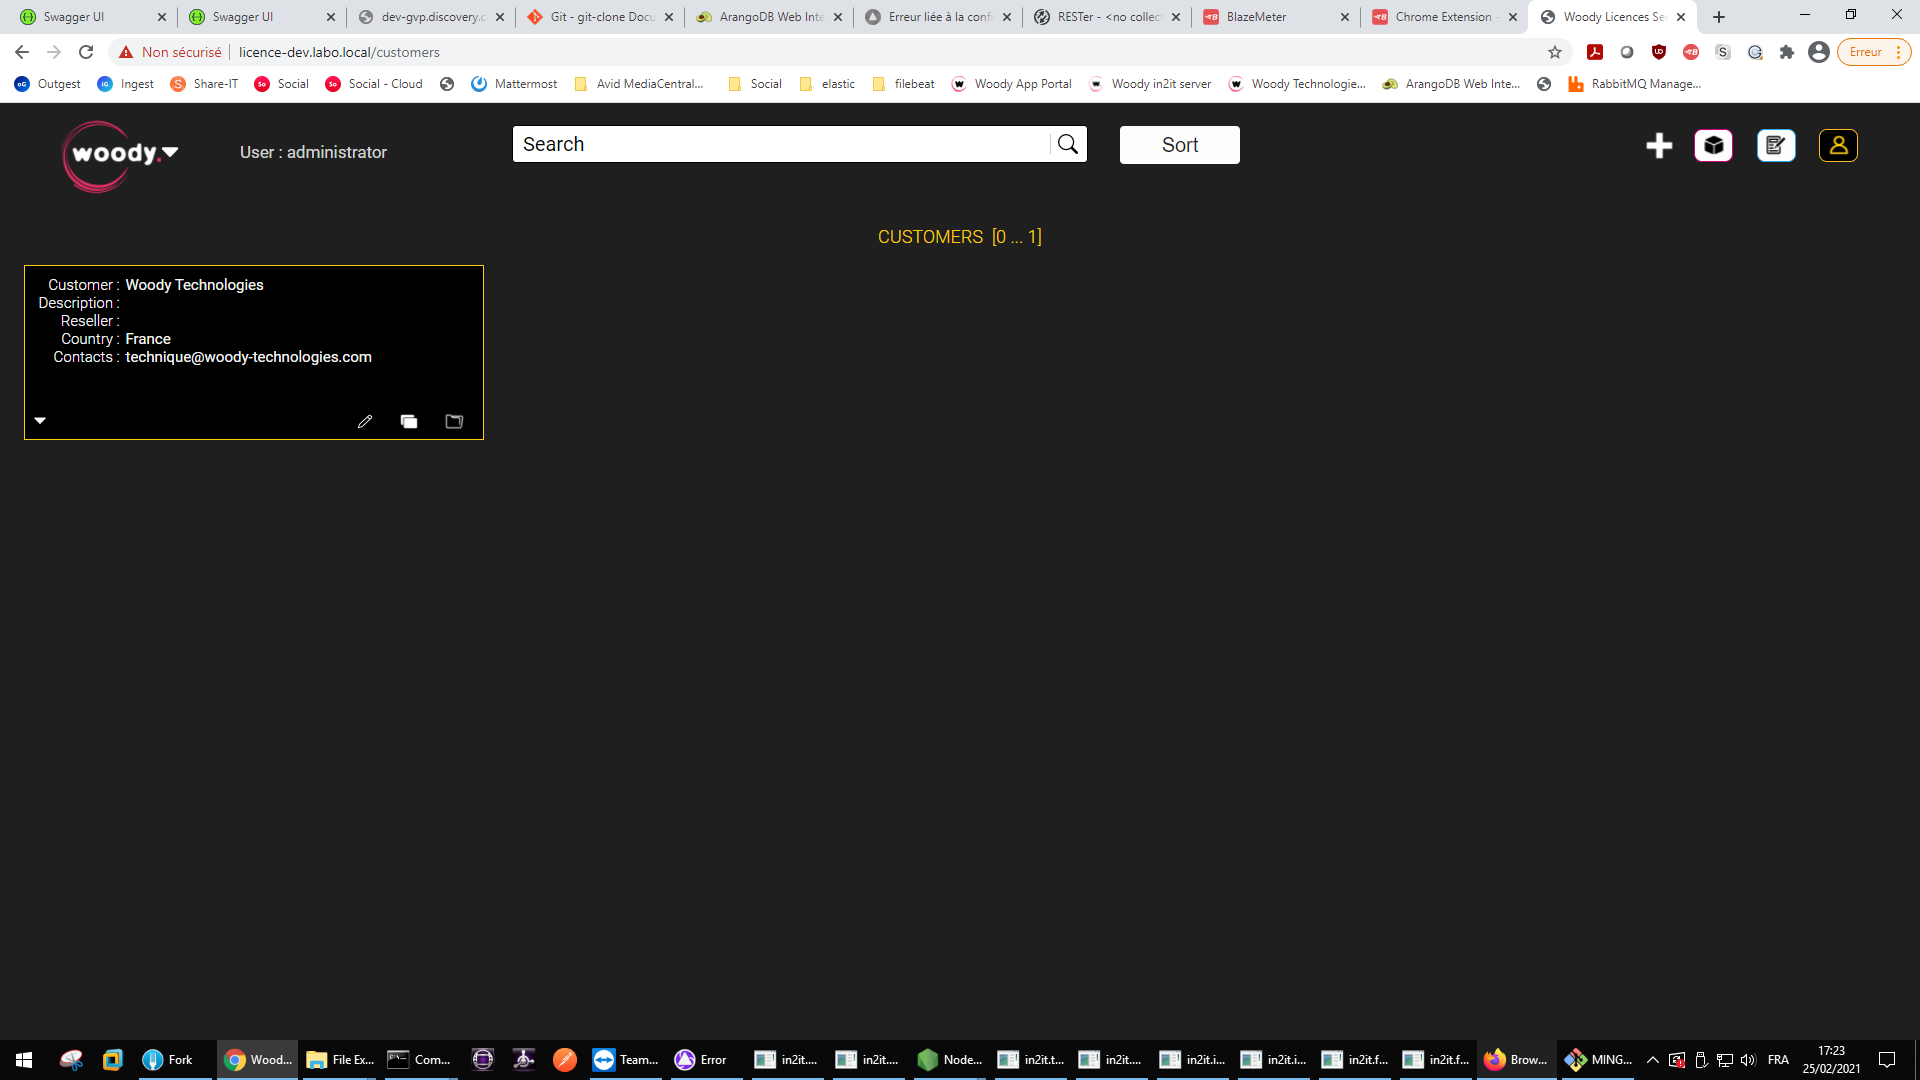 Swagger UI
Swagger UI
dev-gvp.discovery.c
Git - git-clone Docu
ArangoDB Web Inte
Erreur liée à la confi
RESTer - <no collect
BlazeMeter
Chrome Extension -
Woody Licences Se
Non sécurisé
licence-dev.labo.local/customers
Erreur
Outgest
Ingest
Share-IT
Social
Social - Cloud
Mattermost
Avid MediaCentral...
Social
elastic
filebeat
Woody App Portal
Woody in2it server
Woody Technologie...
ArangoDB Web Inte...
RabbitMQ Manage...
woody.
User : administrator
Search
Sort
CUSTOMERS [0 ... 1]
Customer : Woody Technologies
Description :
Reseller :
Country : France
Contacts : technique@woody-technologies.com
Fork
Wood...
File Ex...
Com...
Team...
Error
in2it....
in2it....
Node...
in2it.t...
in2it....
in2it.i...
in2it.i...
in2it.f...
in2it.f...
Brow...
MING...
FRA
17:23
25/02/2021